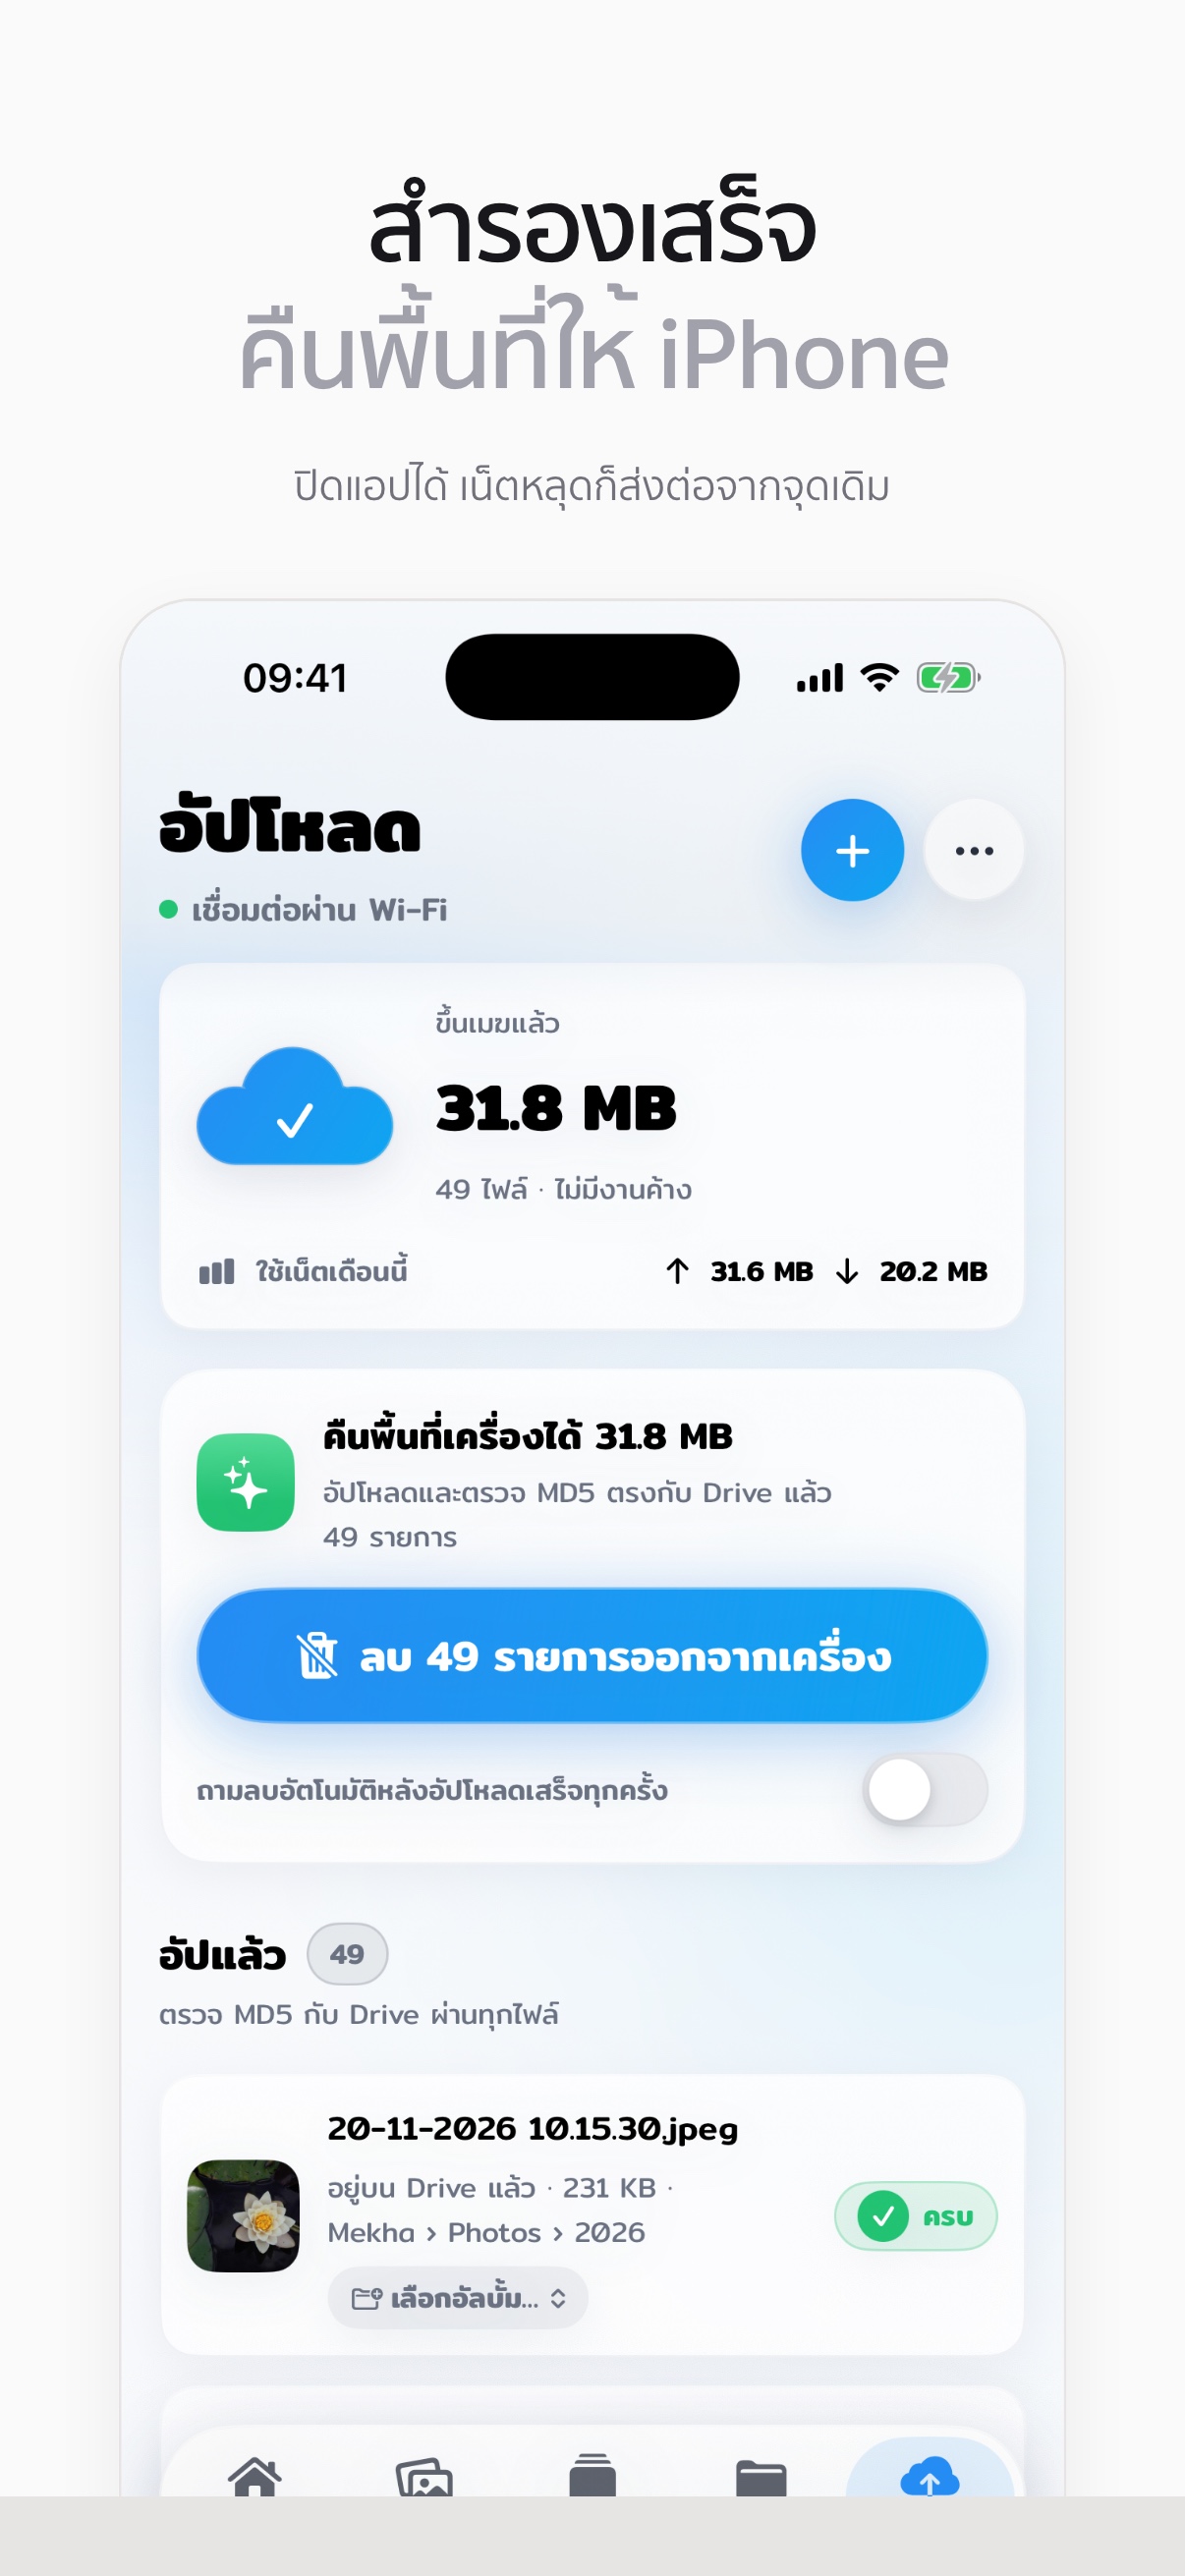 สำรองเสร็จ
คืนพื้นที่ให้ iPhone
ปิดแอปได้ เน็ตหลุดก็ส่งต่อจากจุดเดิม
09:41
อัปโหลด
เชื่อมต่อผ่าน Wi-Fi
ขึ้นเมฆแล้ว
31.8 MB
49 ไฟล์ · ไม่มีงานค้าง
ใช้เน็ตเดือนนี้ ↑ 31.6 MB ↓ 20.2 MB
คืนพื้นที่เครื่องได้ 31.8 MB
อัปโหลดและตรวจ MD5 ตรงกับ Drive แล้ว
49 รายการ
ลบ 49 รายการออกจากเครื่อง
ถามลบอัตโนมัติหลังอัปโหลดเสร็จทุกครั้ง
อัปแล้ว 49
ตรวจ MD5 กับ Drive ผ่านทุกไฟล์
20-11-2026 10.15.30.jpeg
อยู่บน Drive แล้ว · 231 KB ·
Mekha › Photos › 2026
ครบ
เลือกอัลบั้ม...